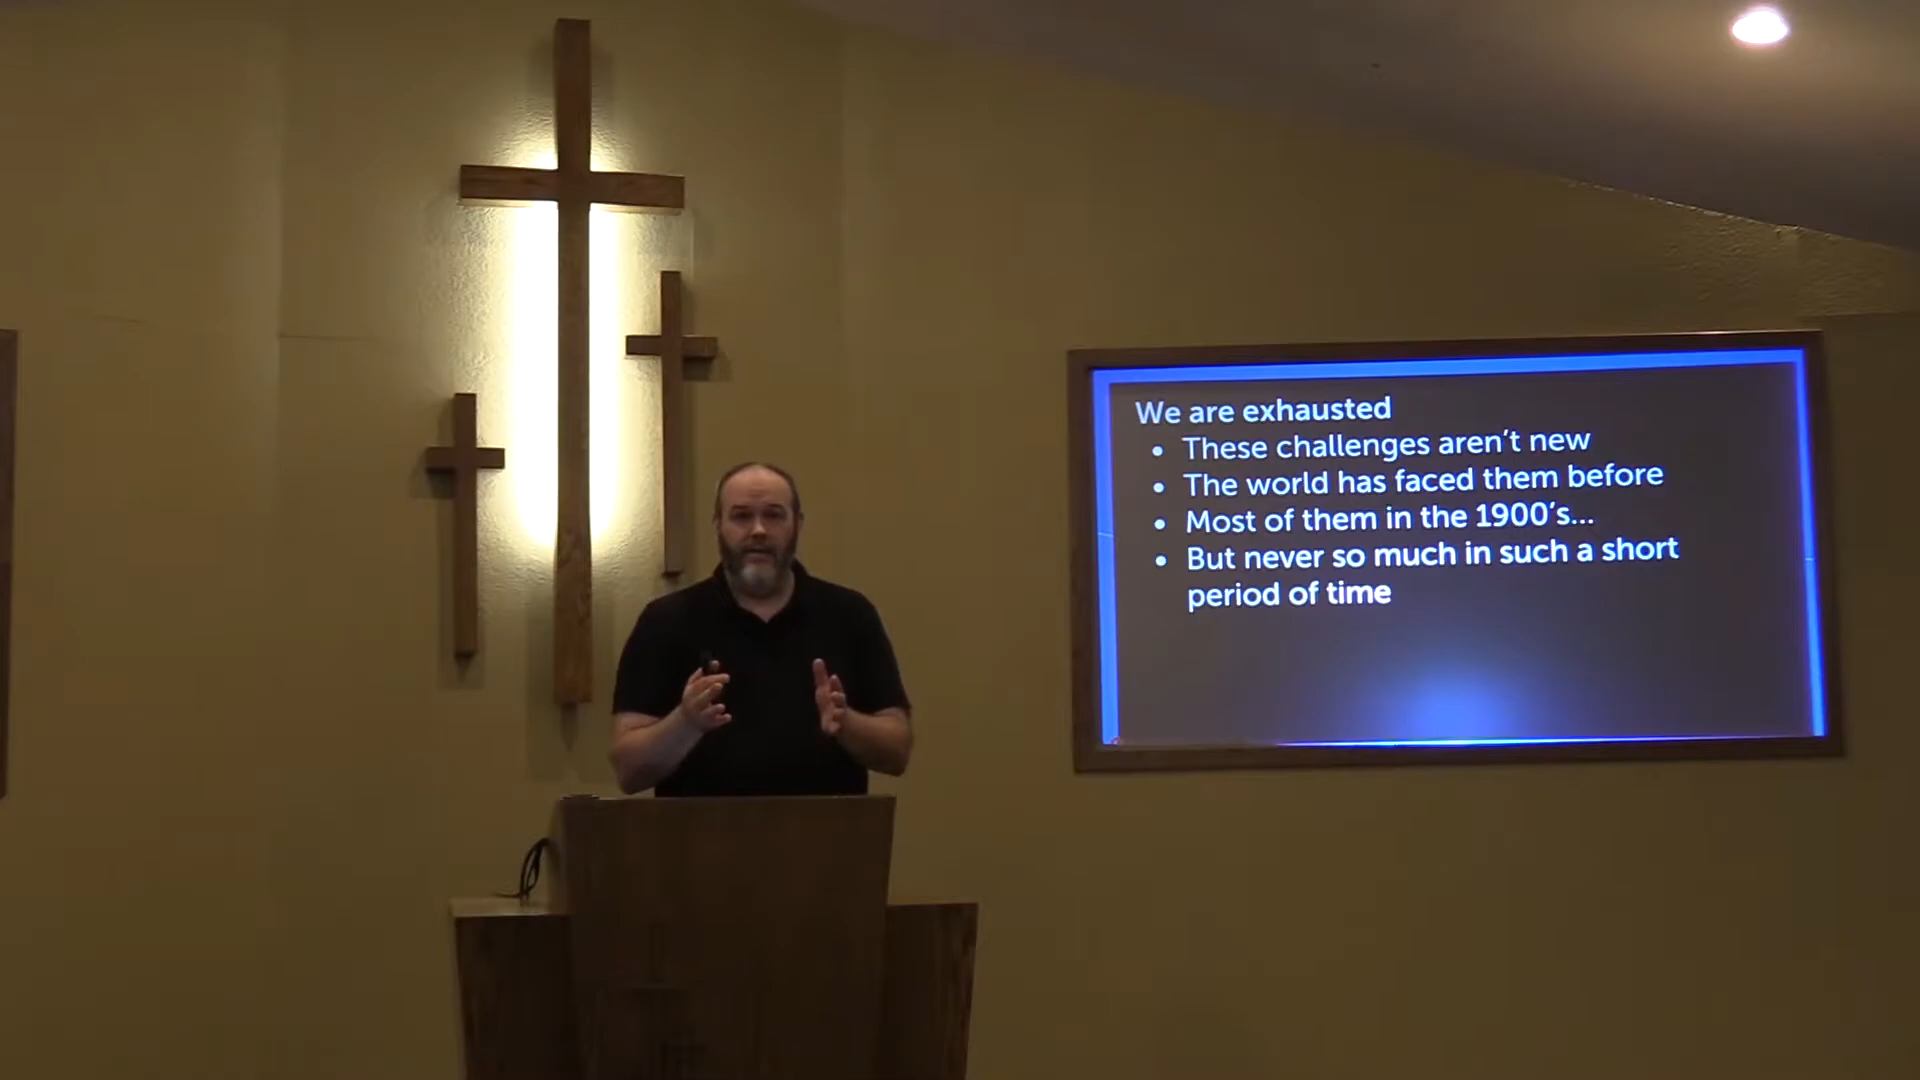 We are exhausted
• These challenges aren't new
• The world has faced them before
• Most of them in the 1900's...
• But never so much in such a short
period of time